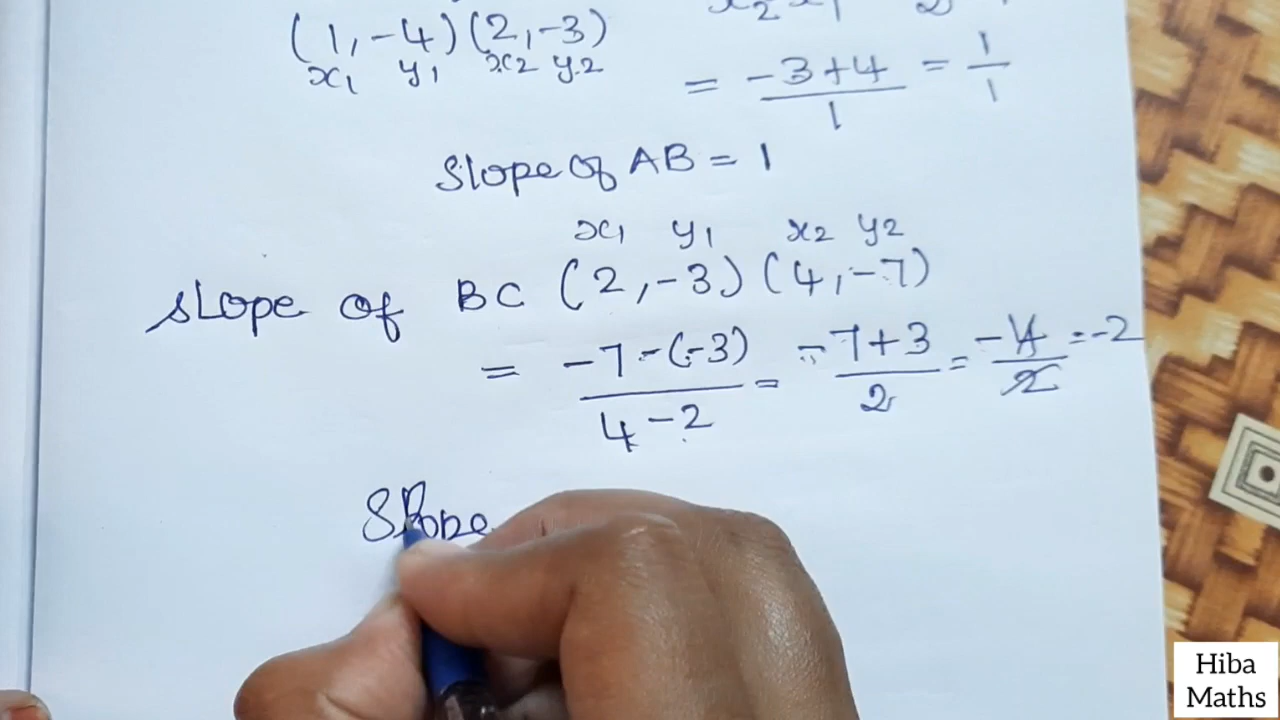 (1, -4) (2, -3)
x1 y1 x2 y2
= -3+4 / 1 = 1 / 1
Slope of AB = 1
x1 y1 x2 y2
slope of BC (2, -3) (4, -7)
= -7-(-3) / 4-2 = -7+3 / 2 = -4 / 2 = -2
Slope
Hiba
Maths